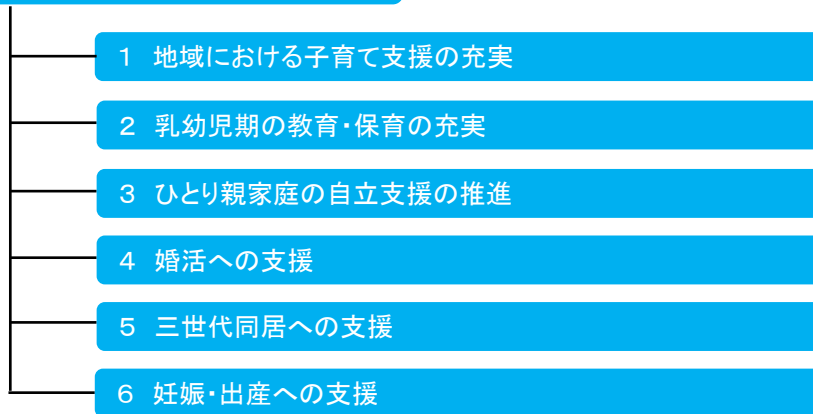 １ 地域における子育て支援の充実
２ 乳幼児期の教育・保育の充実
３ ひとり親家庭の自立支援の推進
４ 婚活への支援
５ 三世代同居への支援
６ 妊娠・出産への支援